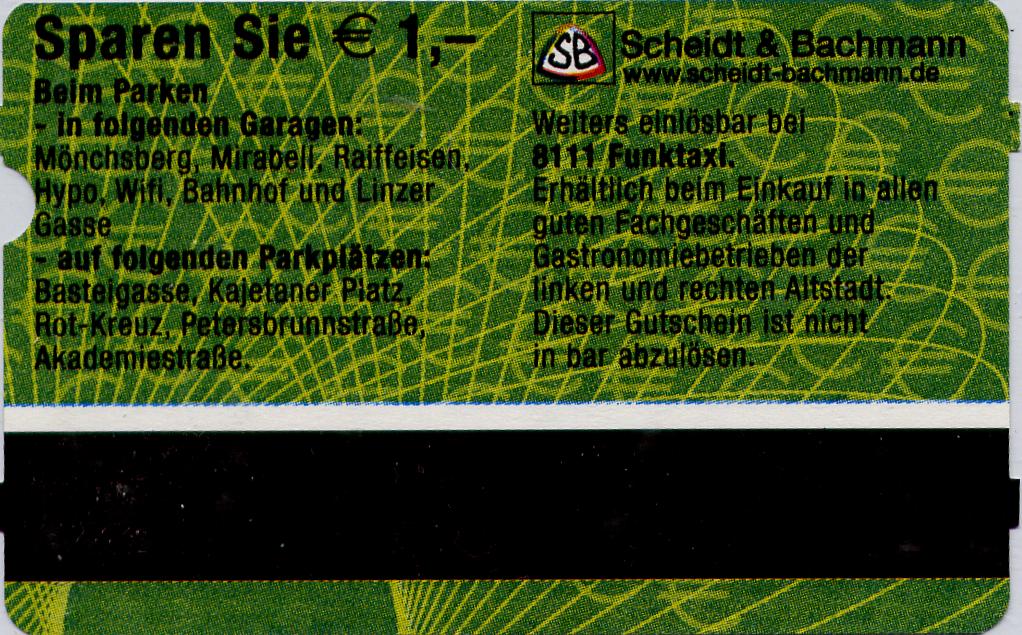 Sparen Sie € 1,–
Beim Parken
- in folgenden Garagen:
Mönchsberg, Mirabell, Raiffeisen,
Hypo, Wifi, Bahnhof und Linzer
Gasse
- auf folgenden Parkplätzen:
Basteigasse, Kajetaner Platz,
Rot-Kreuz, Petersbrunnstraße,
Akademiestraße.
SB Scheidt & Bachmann
www.scheidt-bachmann.de
Weiters einlösbar bei
8111 Funktaxi.
Erhältlich beim Einkauf in allen
guten Fachgeschäften und
Gastronomiebetrieben der
linken und rechten Altstadt.
Dieser Gutschein ist nicht
in bar abzulösen.